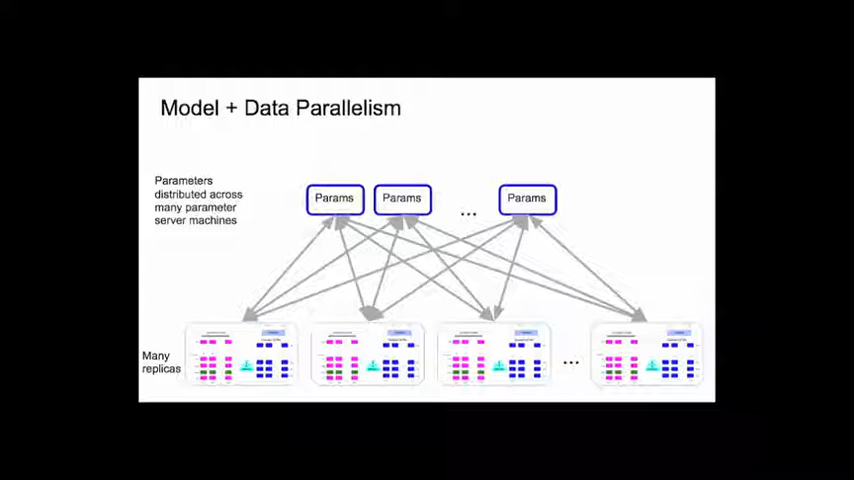 Model + Data Parallelism
Parameters
distributed across
many parameter
server machines
Params
Params
...
Params
Many
replicas
...